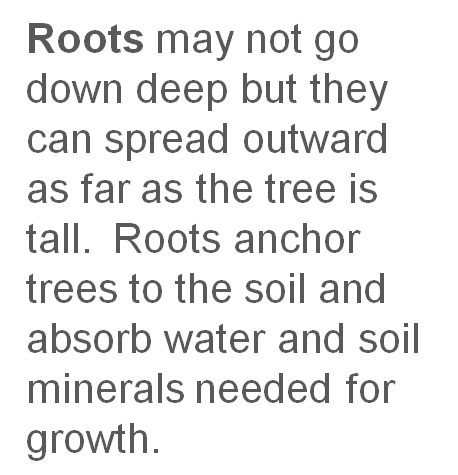 Roots may not go
down deep but they
can spread outward
as far as the tree is
tall.  Roots anchor
trees to the soil and
absorb water and soil
minerals needed for
growth.